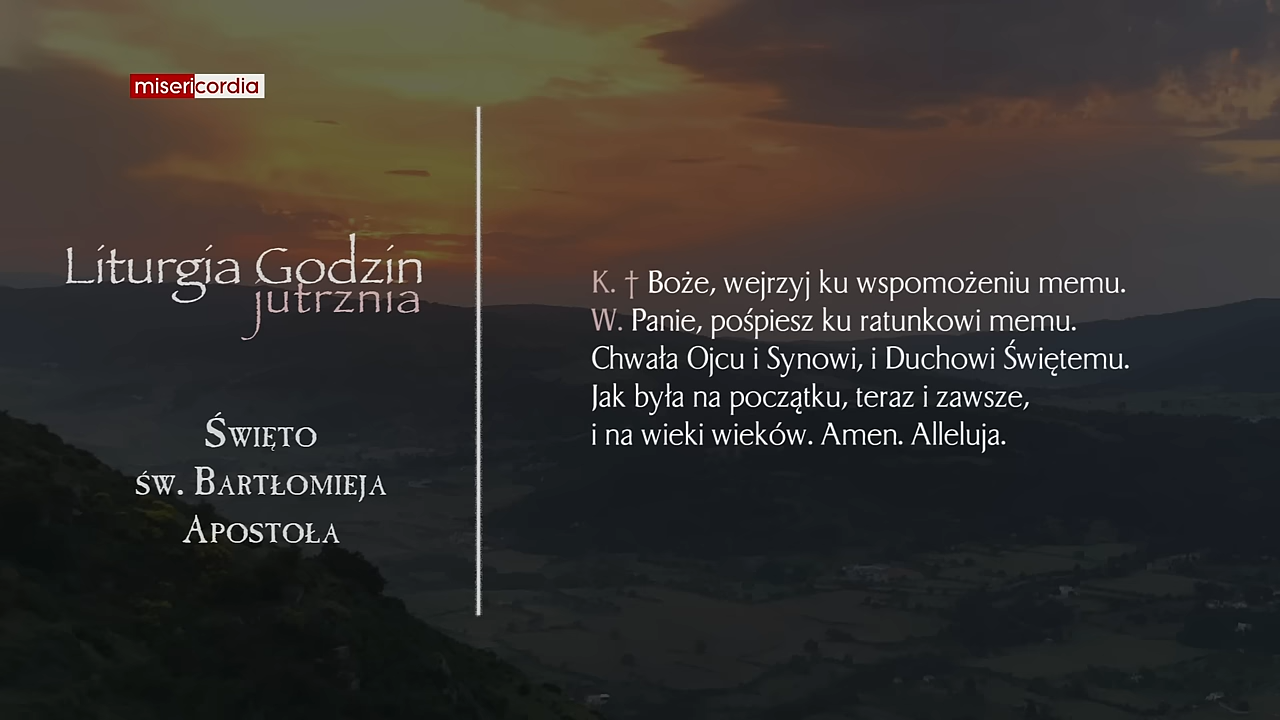 misericordia
Liturgia Godzin
jutrznia
Święto
św. Bartłomieja
Apostoła
K. † Boże, wejrzyj ku wspomożeniu memu.
W. Panie, pośpiesz ku ratunkowi memu.
Chwała Ojcu i Synowi, i Duchowi Świętemu.
Jak była na początku, teraz i zawsze,
i na wieki wieków. Amen. Alleluja.